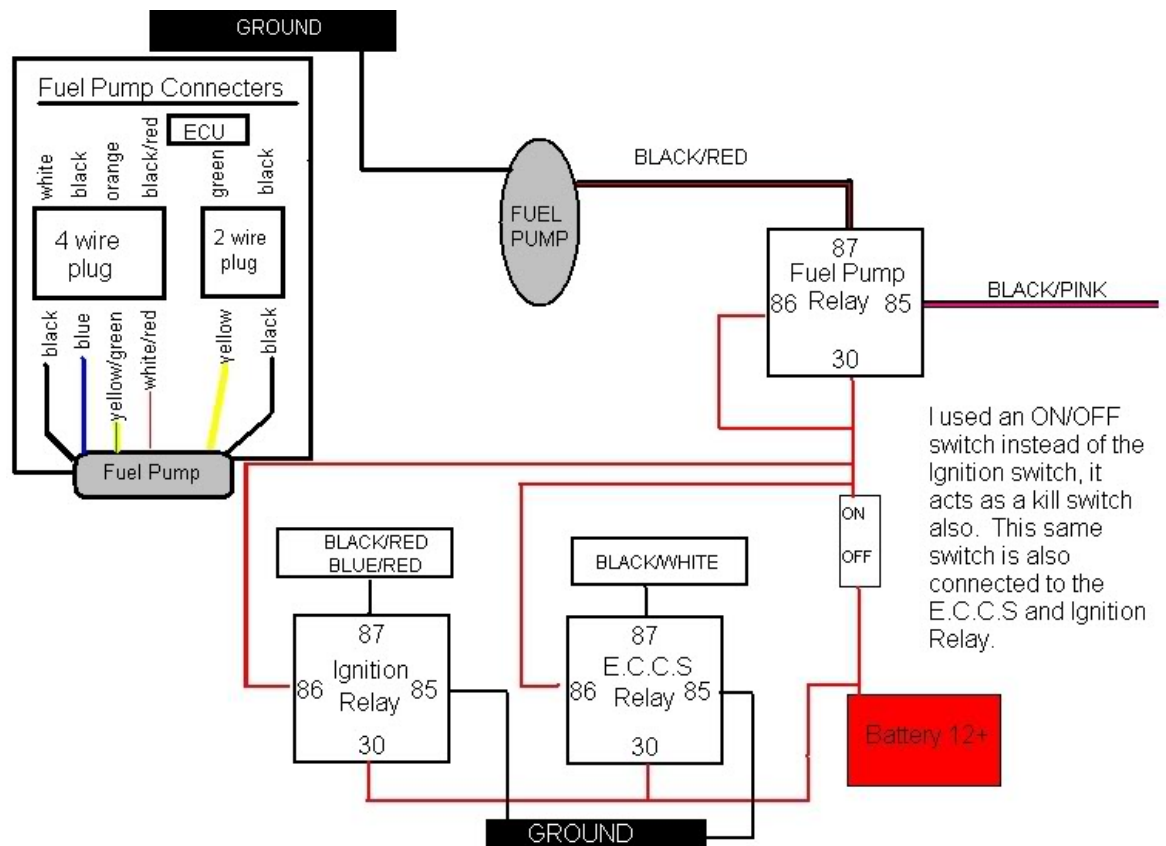 GROUND
Fuel Pump Connecters
ECU
white
black
orange
black/red
green
black
4 wire
plug
2 wire
plug
black
blue
yellow/green
white/red
yellow
black
Fuel Pump
FUEL
PUMP
BLACK/RED
87
Fuel Pump
86 Relay 85
30
BLACK/PINK
I used an ON/OFF
switch instead of the
Ignition switch, it
acts as a kill switch
also. This same
switch is also
connected to the
E.C.C.S and Ignition
Relay.
ON
OFF
BLACK/RED
BLUE/RED
BLACK/WHITE
87
Ignition
86 Relay 85
30
87
E.C.C.S
86 Relay 85
30
Battery 12+
GROUND